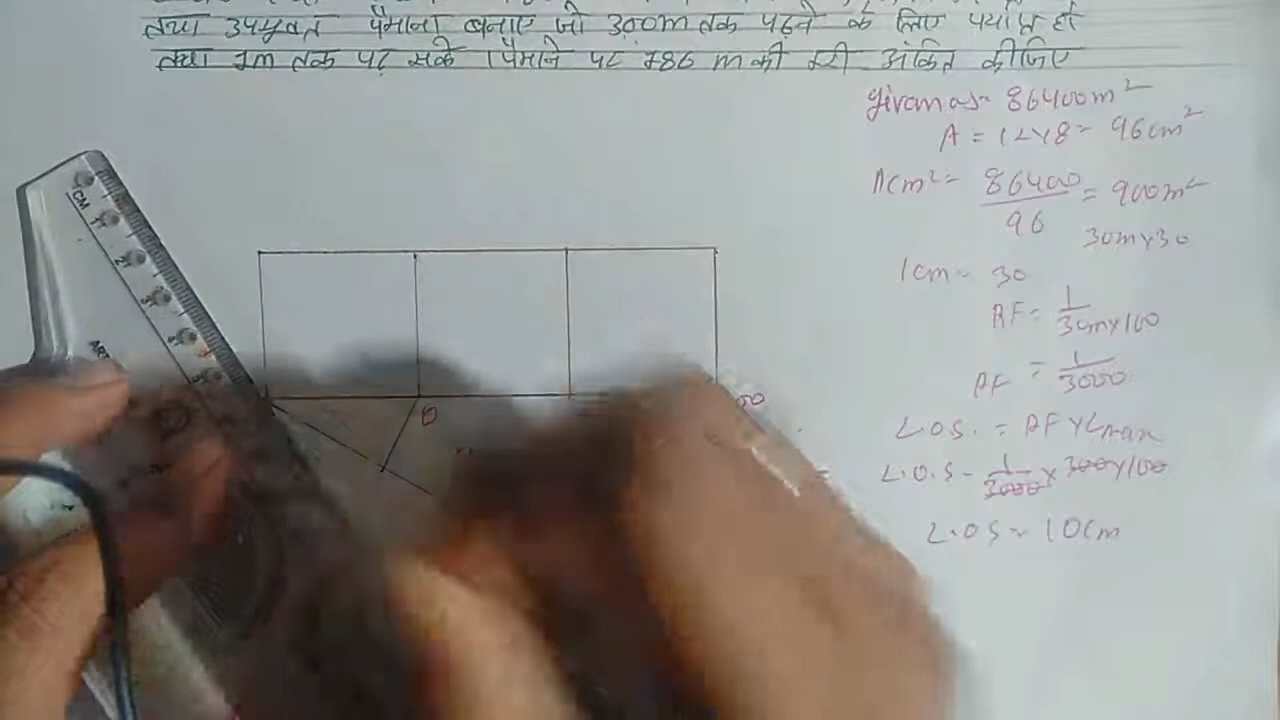 तथा उपयुक्त पैमाना बनाए जो 300m तक पढ़ने के लिए पर्याप्त हो
तथा 1m तक पढ़ सके । पैमाने पर
m की दूरी अंकित कीजिए
given as = 86400m²
A = 12×8 = 96cm²
1cm² = 86400/96 = 900m²
30m×30
1cm = 30
RF = 1/30m×100
RF = 1/3000
L.O.S. = RF×Lmax
L.O.S = 1/3000 × 300×100
L.O.S = 10cm
CM
0